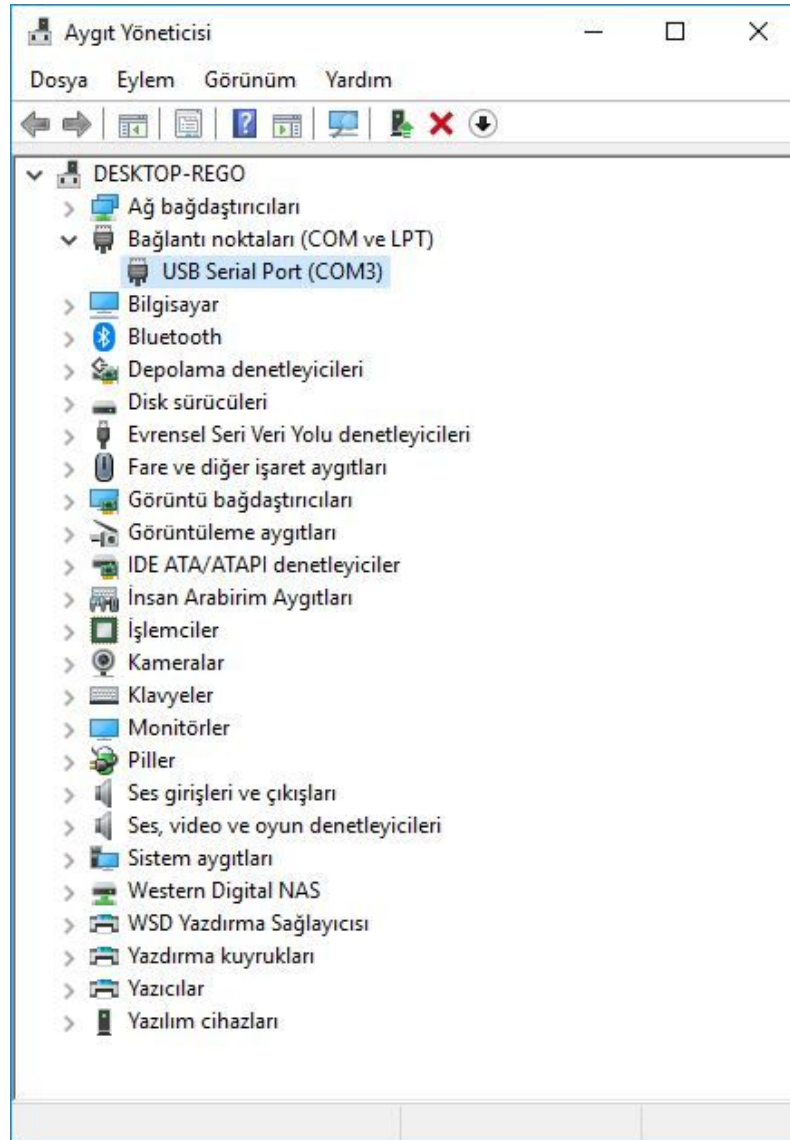 Aygıt Yöneticisi
Dosya Eylem Görünüm Yardım
DESKTOP-REGO
Ağ bağdaştırıcıları
Bağlantı noktaları (COM ve LPT)
USB Serial Port (COM3)
Bilgisayar
Bluetooth
Depolama denetleyicileri
Disk sürücüleri
Evrensel Seri Veri Yolu denetleyicileri
Fare ve diğer işaret aygıtları
Görüntü bağdaştırıcıları
Görüntüleme aygıtları
IDE ATA/ATAPI denetleyiciler
İnsan Arabirim Aygıtları
İşlemciler
Kameralar
Klavyeler
Monitörler
Piller
Ses girişleri ve çıkışları
Ses, video ve oyun denetleyicileri
Sistem aygıtları
Western Digital NAS
WSD Yazdırma Sağlayıcısı
Yazdırma kuyrukları
Yazıcılar
Yazılım cihazları